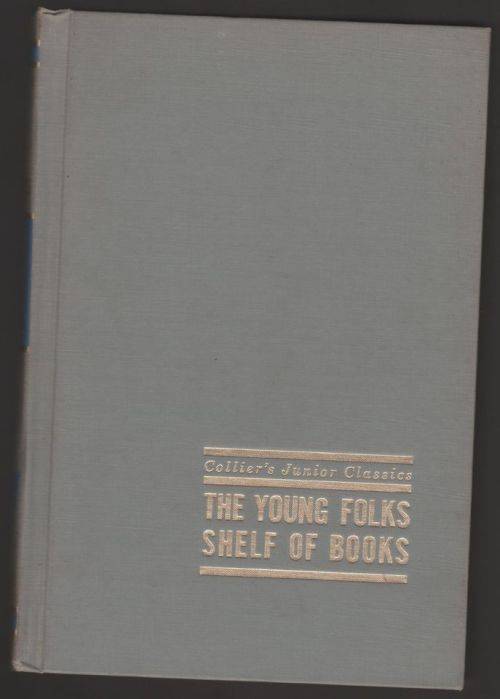 Collier's Junior Classics
THE YOUNG FOLKS
SHELF OF BOOKS